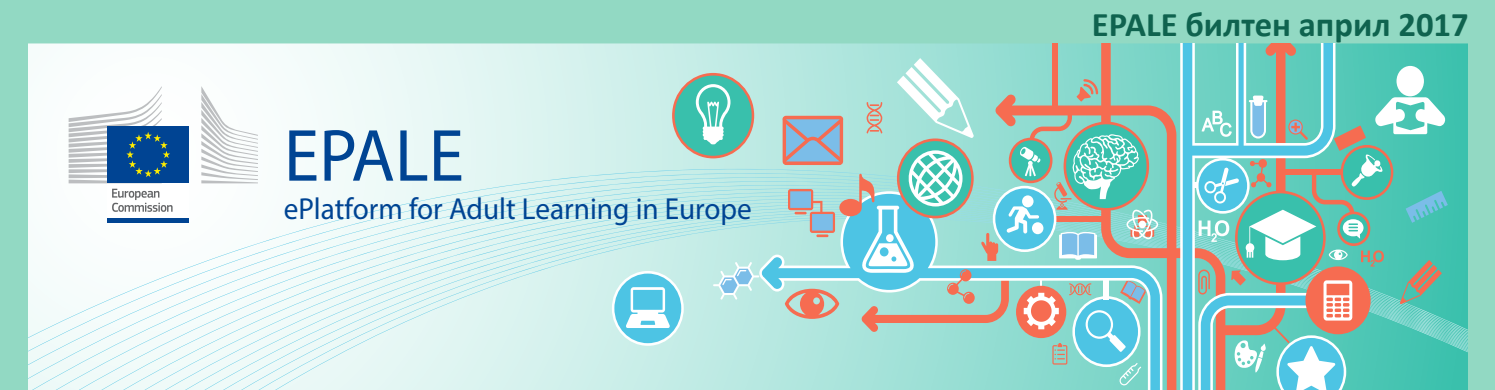 EPALE билтен април 2017
European
Commission
EPALE
ePlatform for Adult Learning in Europe
ABC
H2O
H2O